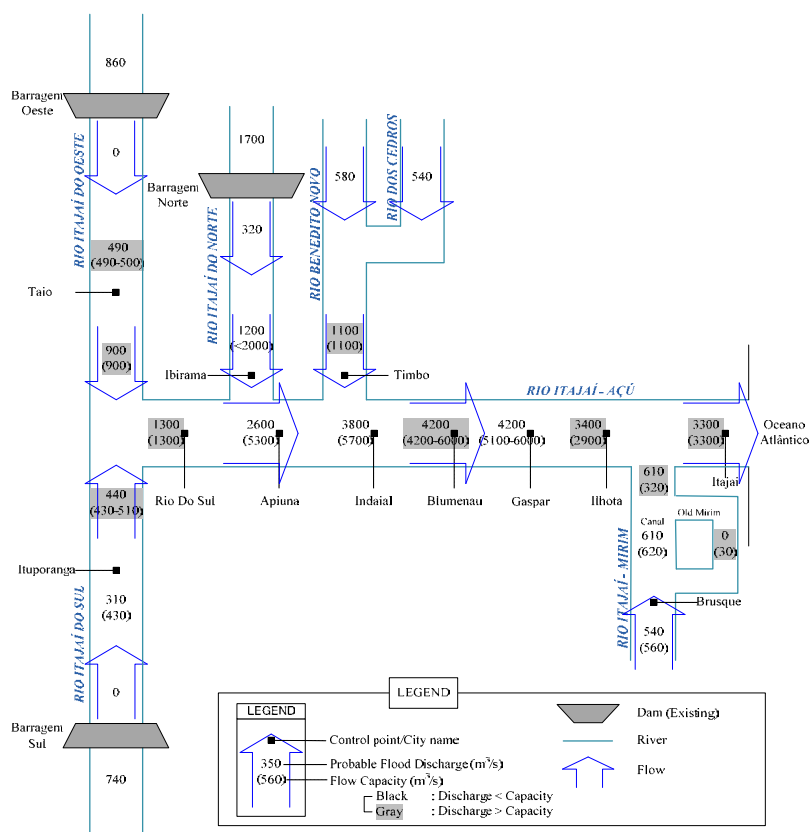 860
Barragem
Oeste
0
RIO ITAJAÍ DO OESTE
490
(490-500)
Taio
900
(900)
1700
Barragem
Norte
320
RIO ITAJAÍ DO NORTE
1200
(<2000)
Ibirama
580
540
RIO BENEDITO NOVO
RIO DOS CEDROS
1100
(1100)
Timbo
RIO ITAJAÍ - AÇÚ
1300
(1300)
2600
(5300)
3800
(5700)
4200
(4200-6000)
4200
(5100-6000)
3400
(2900)
3300
(3300)
Oceano
Atlântico
Rio Do Sul
Apiuna
Indaial
Blumenau
Gaspar
Ilhota
Itajaí
440
(430-510)
Ituporanga
310
(430)
RIO ITAJAÍ DO SUL
0
Barragem
Sul
740
610
(320)
Canal
610
(620)
Old Mirim
0
(30)
RIO ITAJAÍ - MIRIM
Brusque
540
(560)
LEGEND
LEGEND
Control point/City name
350
Probable Flood Discharge (m³/s)
(560)
Flow Capacity (m³/s)
Black : Discharge < Capacity
Gray : Discharge > Capacity
Dam (Existing)
River
Flow